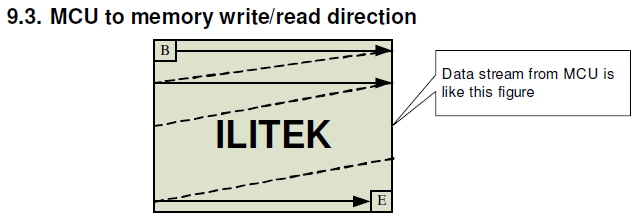 9.3. MCU to memory write/read direction
B
Data stream from MCU is
like this figure
ILITEK
E